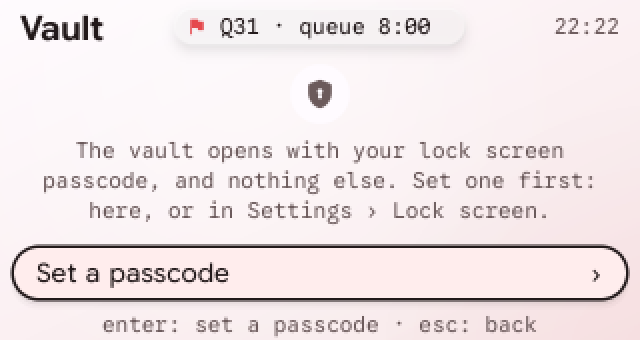 Vault
Q31 · queue 8:00
22:22
The vault opens with your lock screen
passcode, and nothing else. Set one first:
here, or in Settings › Lock screen.
Set a passcode ›
enter: set a passcode · esc: back